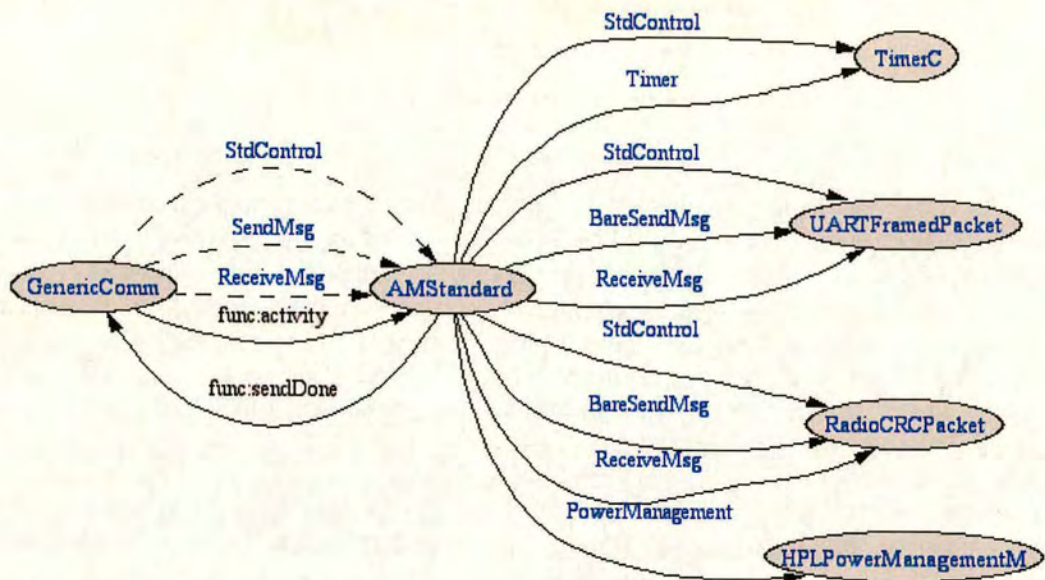 StdControl
TimerC
Timer
StdControl
StdControl
BareSendMsg
UARTFramedPacket
SendMsg
GenericComm
ReceiveMsg
AMStandard
ReceiveMsg
func:activity
StdControl
func:sendDone
BareSendMsg
RadioCRCPacket
ReceiveMsg
PowerManagement
HPLPowerManagementM